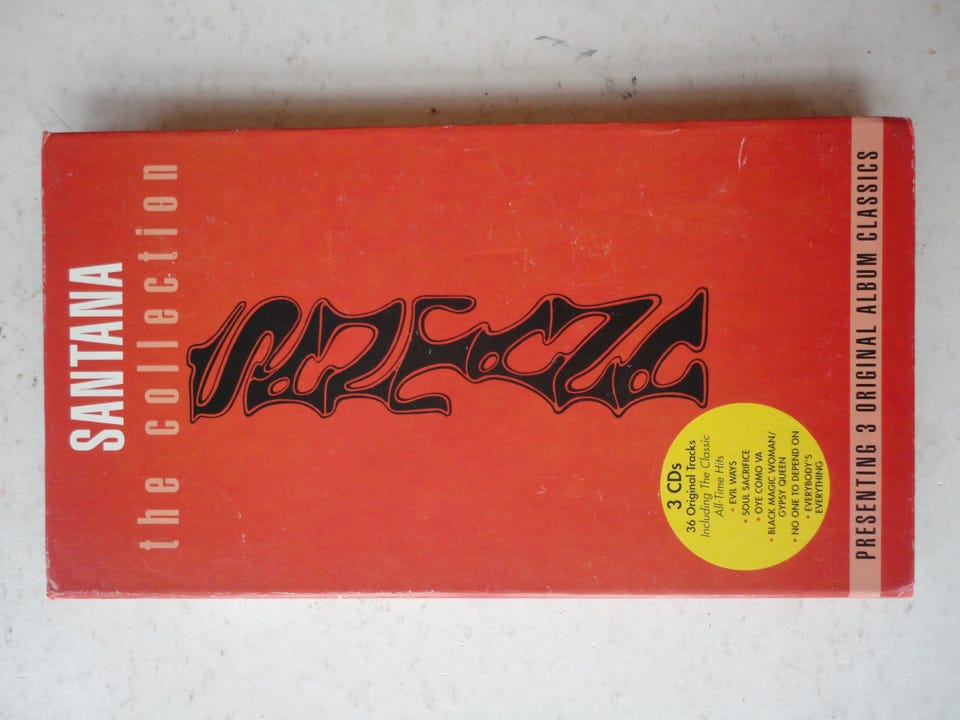 SANTANA
the collection
SANTANA
3 CDs
36 Original Tracks
Including The Classic
All-Time Hits
• EVIL WAYS
• SOUL SACRIFICE
• OYE COMO VA
• BLACK MAGIC WOMAN/
GYPSY QUEEN
• NO ONE TO DEPEND ON
• EVERYBODY'S
EVERYTHING
PRESENTING 3 ORIGINAL ALBUM CLASSICS